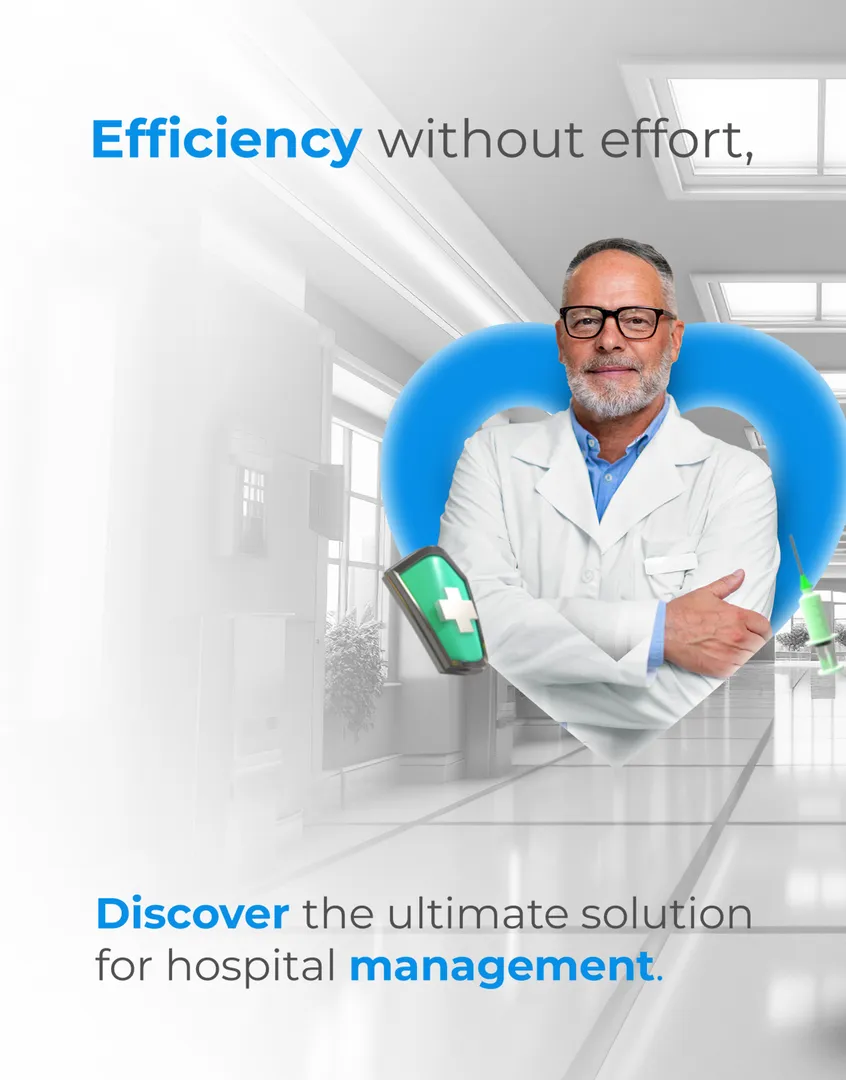 Efficiency without effort,
Discover the ultimate solution
for hospital management.